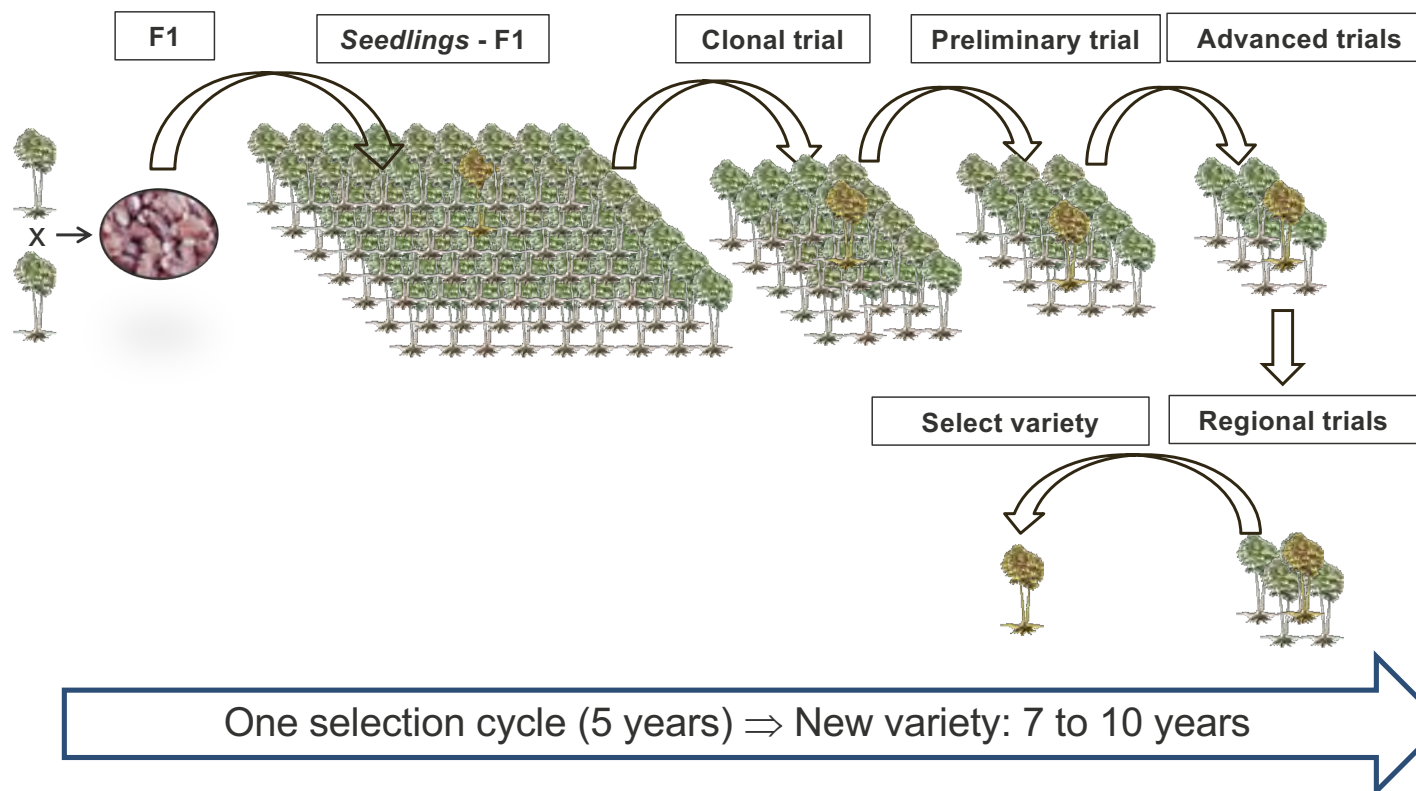 F1
Seedlings - F1
Clonal trial
Preliminary trial
Advanced trials
X
Select variety
Regional trials
One selection cycle (5 years) ⇒ New variety: 7 to 10 years